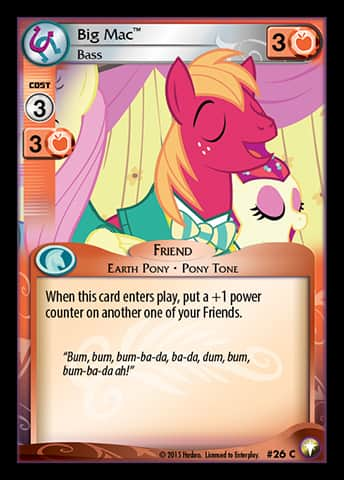 Big Mac™
Bass
3
COST
3
3
FRIEND
EARTH PONY • PONY TONE
When this card enters play, put a +1 power
counter on another one of your Friends.
“Bum, bum, bum-ba-da, ba-da, dum, bum,
bum-ba-da ah!”
© 2015 Hasbro. Licensed to Enterplay. #26 C